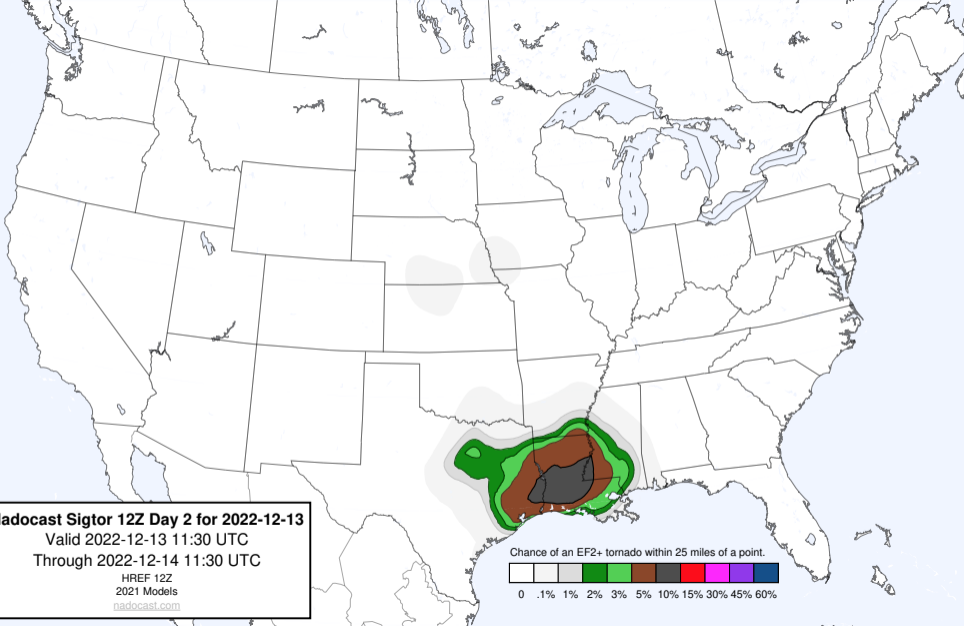 adocast Sigtor 12Z Day 2 for 2022-12-13
Valid 2022-12-13 11:30 UTC
Through 2022-12-14 11:30 UTC
HREF 12Z
2021 Models
nadocast.com
Chance of an EF2+ tornado within 25 miles of a point.
0 .1% 1% 2% 3% 5% 10% 15% 30% 45% 60%